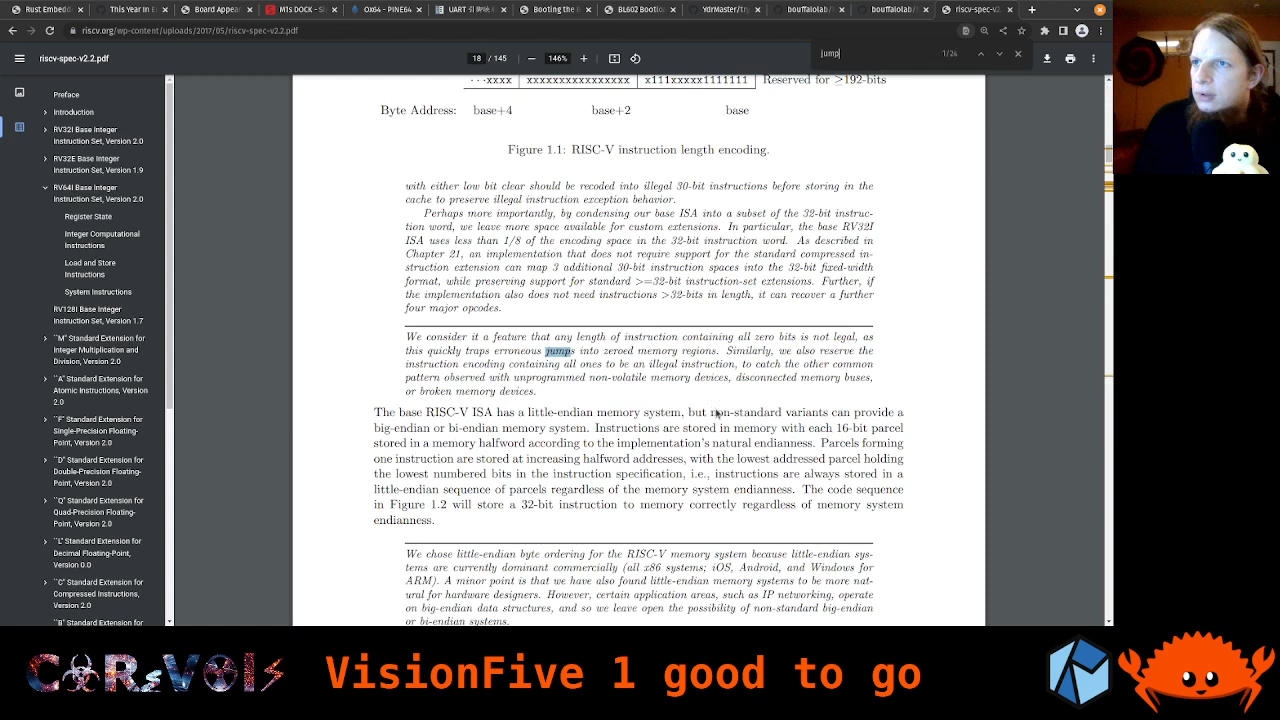 Rust Embedd
This Year in E
Board Appear
M1s DOCK - S
Ox64 - PINE64
UART · 
Booting the B
BL602 Bootlo
xdrMaster/try
bouffalolab/
bouffalolab/
riscv-spec-v2.
riscv.org/wp-content/uploads/2017/05/riscv-spec-v2.2.pdf
riscv-spec-v2.2.pdf
18 / 145
146%
jump
1/26
Preface
Introduction
RV32I Base Integer
Instruction Set, Version 2.0
RV32E Base Integer
Instruction Set, Version 1.9
RV64I Base Integer
Instruction Set, Version 2.0
Register State
Integer Computational
Instructions
Load and Store
Instructions
System Instructions
RV128I Base Integer
Instruction Set, Version 1.7
``M'' Standard Extension for
Integer Multiplication and
Division, Version 2.0
``A'' Standard Extension for
Atomic Instructions, Version
2.0
``F'' Standard Extension for
Single-Precision Floating-
Point, Version 2.0
``D'' Standard Extension for
Double-Precision Floating-
Point, Version 2.0
``Q'' Standard Extension for
Quad-Precision Floating-
Point, Version 2.0
``L'' Standard Extension for
Decimal Floating-Point,
Version 0.0
``C'' Standard Extension for
Compressed Instructions,
Version 2.0
``B'' Standard Extension for
···xxxx xxxxxxxxxxxxxxxx x111xxxxx1111111 Reserved for ≥192-bits
Byte Address: base+4 base+2 base
Figure 1.1: RISC-V instruction length encoding.
with either low bit clear should be recoded into illegal 30-bit instructions before storing in the
cache to preserve illegal instruction exception behavior.
Perhaps more importantly, by condensing our base ISA into a subset of the 32-bit instruc-
tion word, we leave more space available for custom extensions. In particular, the base RV32I
ISA uses less than 1/8 of the encoding space in the 32-bit instruction word. As described in
Chapter 21, an implementation that does not require support for the standard compressed in-
struction extension can map 3 additional 30-bit instruction spaces into the 32-bit fixed-width
format, while preserving support for standard >=32-bit instruction-set extensions. Further, if
the implementation also does not need instructions >32-bits in length, it can recover a further
four major opcodes.
We consider it a feature that any length of instruction containing all zero bits is not legal, as
this quickly traps erroneous jumps into zeroed memory regions. Similarly, we also reserve the
instruction encoding containing all ones to be an illegal instruction, to catch the other common
pattern observed with unprogrammed non-volatile memory devices, disconnected memory buses,
or broken memory devices.
The base RISC-V ISA has a little-endian memory system, but non-standard variants can provide a
big-endian or bi-endian memory system. Instructions are stored in memory with each 16-bit parcel
stored in a memory halfword according to the implementation's natural endianness. Parcels forming
one instruction are stored at increasing halfword addresses, with the lowest addressed parcel holding
the lowest numbered bits in the instruction specification, i.e., instructions are always stored in a
little-endian sequence of parcels regardless of the memory system endianness. The code sequence
in Figure 1.2 will store a 32-bit instruction to memory correctly regardless of memory system
endianness.
We chose little-endian byte ordering for the RISC-V memory system because little-endian sys-
tems are currently dominant commercially (all x86 systems; iOS, Android, and Windows for
ARM). A minor point is that we have also found little-endian memory systems to be more nat-
ural for hardware designers. However, certain application areas, such as IP networking, operate
on big-endian data structures, and so we leave open the possibility of non-standard big-endian
or bi-endian systems.
VisionFive 1 good to go